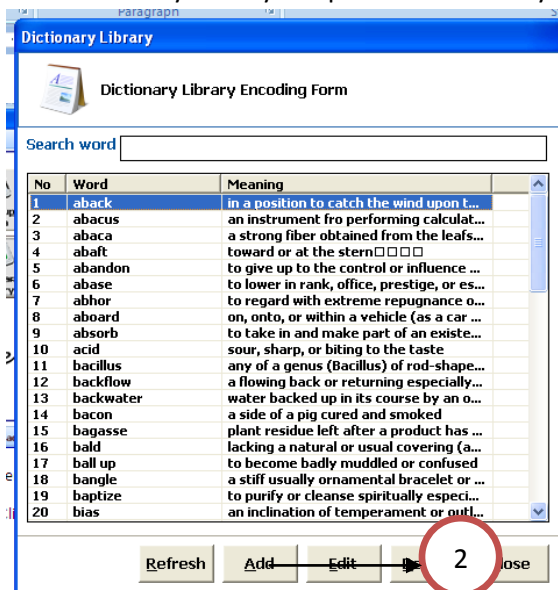 Paragraph
Dictionary Library
Dictionary Library Encoding Form
Search word
No Word Meaning
1 aback in a position to catch the wind upon t...
2 abacus an instrument fro performing calculat...
3 abaca a strong fiber obtained from the leafs...
4 abaft toward or at the stern□□□□
5 abandon to give up to the control or influence ...
6 abase to lower in rank, office, prestige, or es...
7 abhor to regard with extreme repugnance o...
8 aboard on, onto, or within a vehicle (as a car ...
9 absorb to take in and make part of an existe...
10 acid sour, sharp, or biting to the taste
11 bacillus any of a genus (Bacillus) of rod-shape...
12 backflow a flowing back or returning especially...
13 backwater water backed up in its course by an o...
14 bacon a side of a pig cured and smoked
15 bagasse plant residue left after a product has ...
16 bald lacking a natural or usual covering (a...
17 ball up to become badly muddled or confused
18 bangle a stiff usually ornamental bracelet or ...
19 baptize to purify or cleanse spiritually especi...
20 bias an inclination of temperament or outl...
Refresh Add Edit 2 lose